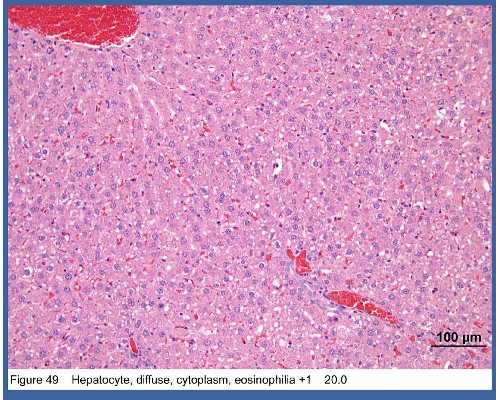 100 µm
Figure 49 Hepatocyte, diffuse, cytoplasm, eosinophilia +1 20.0